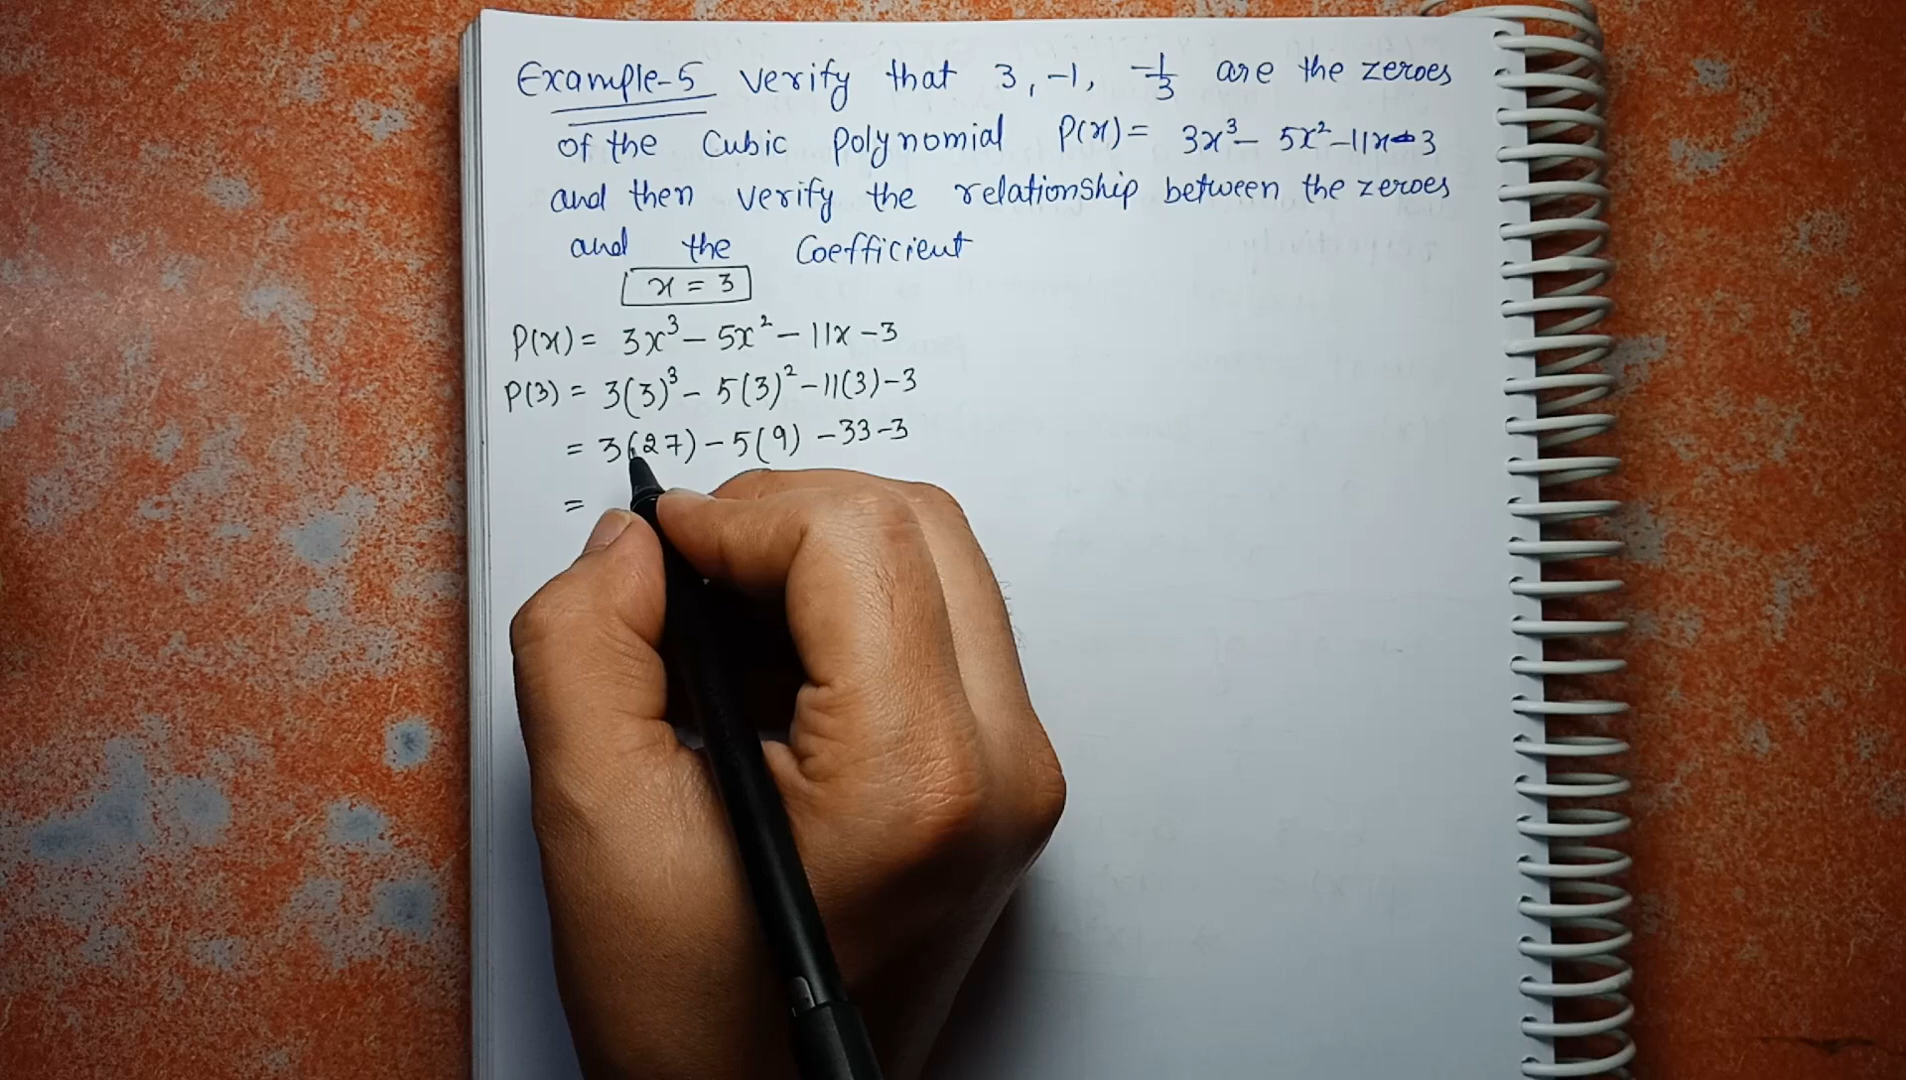 Example-5 verify that 3, -1, -1/3 are the zeroes
of the Cubic Polynomial P(x) = 3x³ - 5x² - 11x - 3
and then verify the relationship between the zeroes
and the Coefficient
x = 3
P(x) = 3x³ - 5x² - 11x - 3
P(3) = 3(3)³ - 5(3)² - 11(3) - 3
= 3(27) - 5(9) - 33 - 3
=